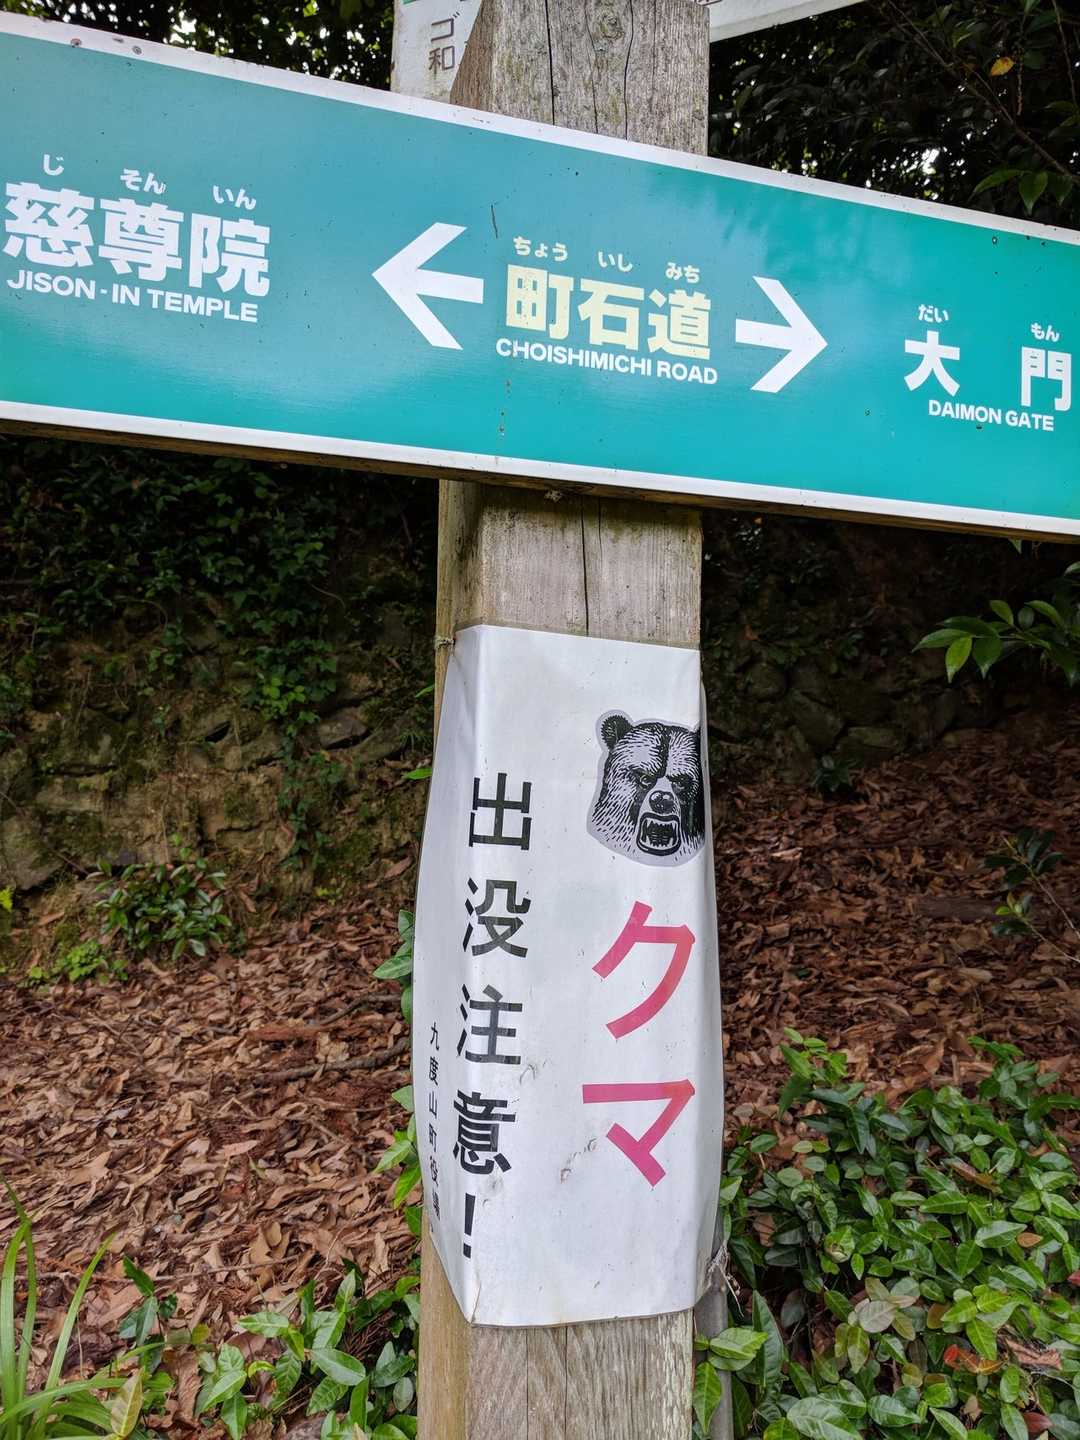 ゴ和
じ そん いん
慈尊院
JISON-IN TEMPLE
ちょう いし みち
町石道
CHOISHIMICHI ROAD
だい もん
大門
DAIMON GATE
クマ
出没注意!
九度山町役場